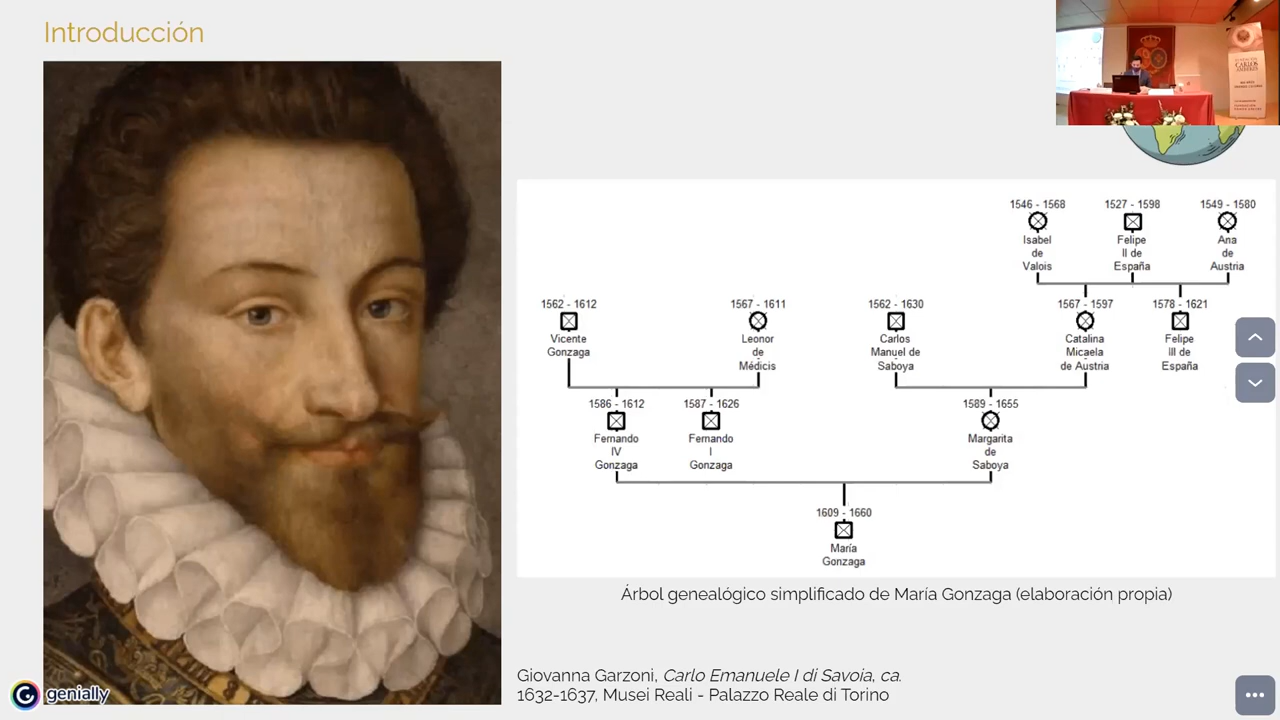 Introducción
FUNDACIÓN
CARLOS
AMBERES
1546 - 1568
1527 - 1598
1549 - 1580
Isabel
de
Valois
Felipe
II de
España
Ana
de
Austria
1562 - 1612
1567 - 1611
1562 - 1630
1567 - 1597
1578 - 1621
Vicente
Gonzaga
Leonor
de
Médicis
Carlos
Manuel de
Saboya
Catalina
Micaela
de Austria
Felipe
III de
España
1586 - 1612
1587 - 1626
1589 - 1655
Fernando
IV
Gonzaga
Fernando
I
Gonzaga
Margarita
de
Saboya
1609 - 1660
María
Gonzaga
Árbol genealógico simplificado de María Gonzaga (elaboración propia)
Giovanna Garzoni, Carlo Emanuele I di Savoia, ca.
1632-1637, Musei Reali - Palazzo Reale di Torino
genially